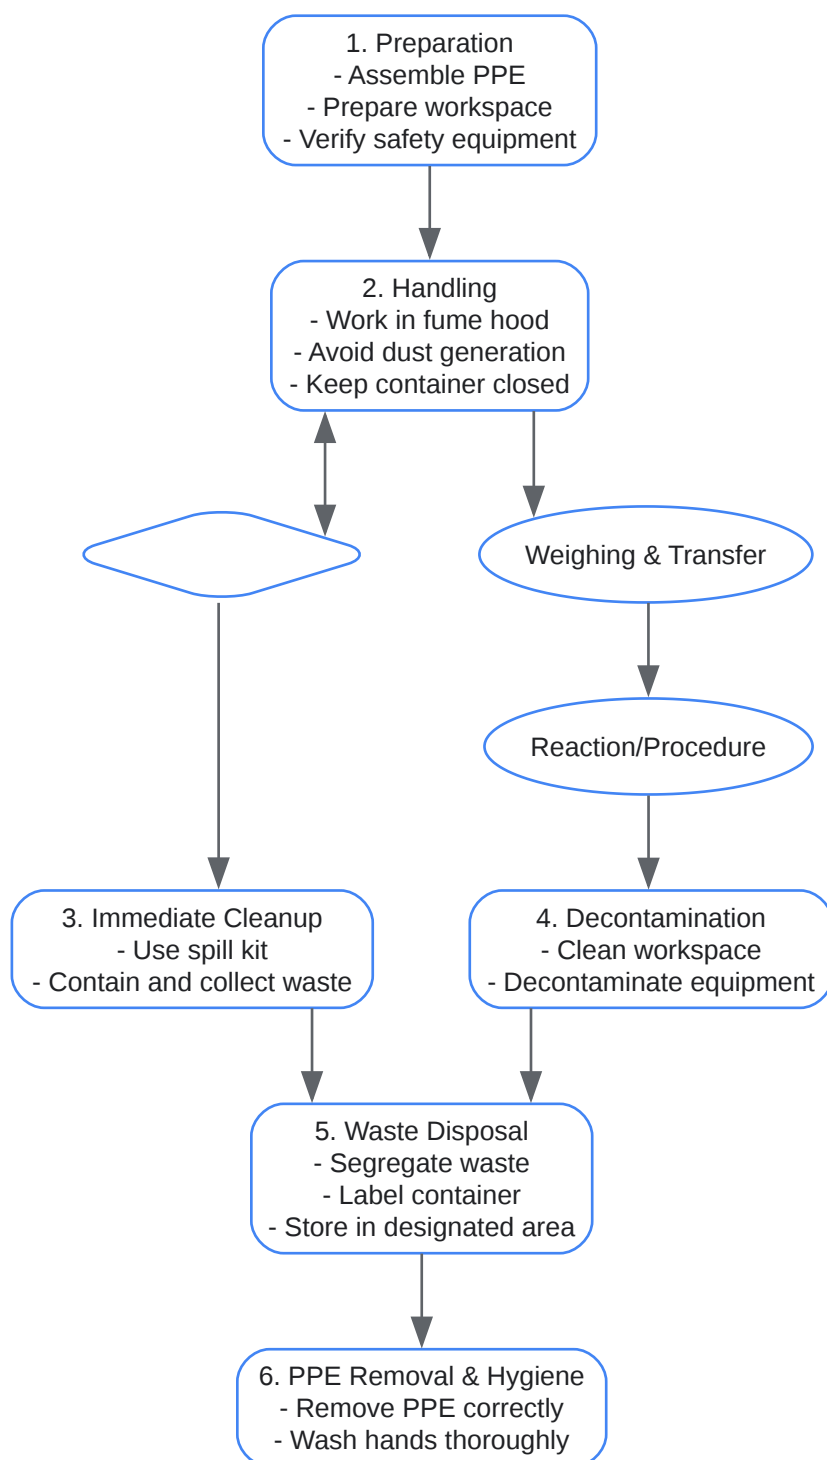 1. Preparation
- Assemble PPE
- Prepare workspace
- Verify safety equipment
2. Handling
- Work in fume hood
- Avoid dust generation
- Keep container closed
Weighing & Transfer
Reaction/Procedure
3. Immediate Cleanup
- Use spill kit
- Contain and collect waste
4. Decontamination
- Clean workspace
- Decontaminate equipment
5. Waste Disposal
- Segregate waste
- Label container
- Store in designated area
6. PPE Removal & Hygiene
- Remove PPE correctly
- Wash hands thoroughly